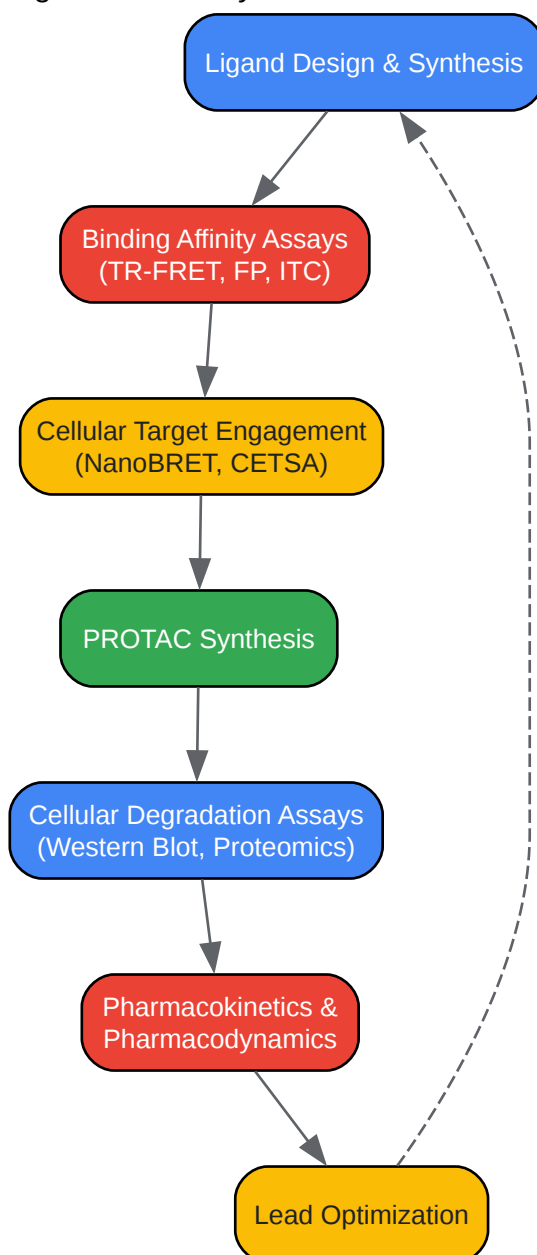 Ligand Design & Synthesis
Binding Affinity Assays
(TR-FRET, FP, ITC)
Cellular Target Engagement
(NanoBRET, CETSA)
PROTAC Synthesis
Cellular Degradation Assays
(Western Blot, Proteomics)
Pharmacokinetics &
Pharmacodynamics
Lead Optimization